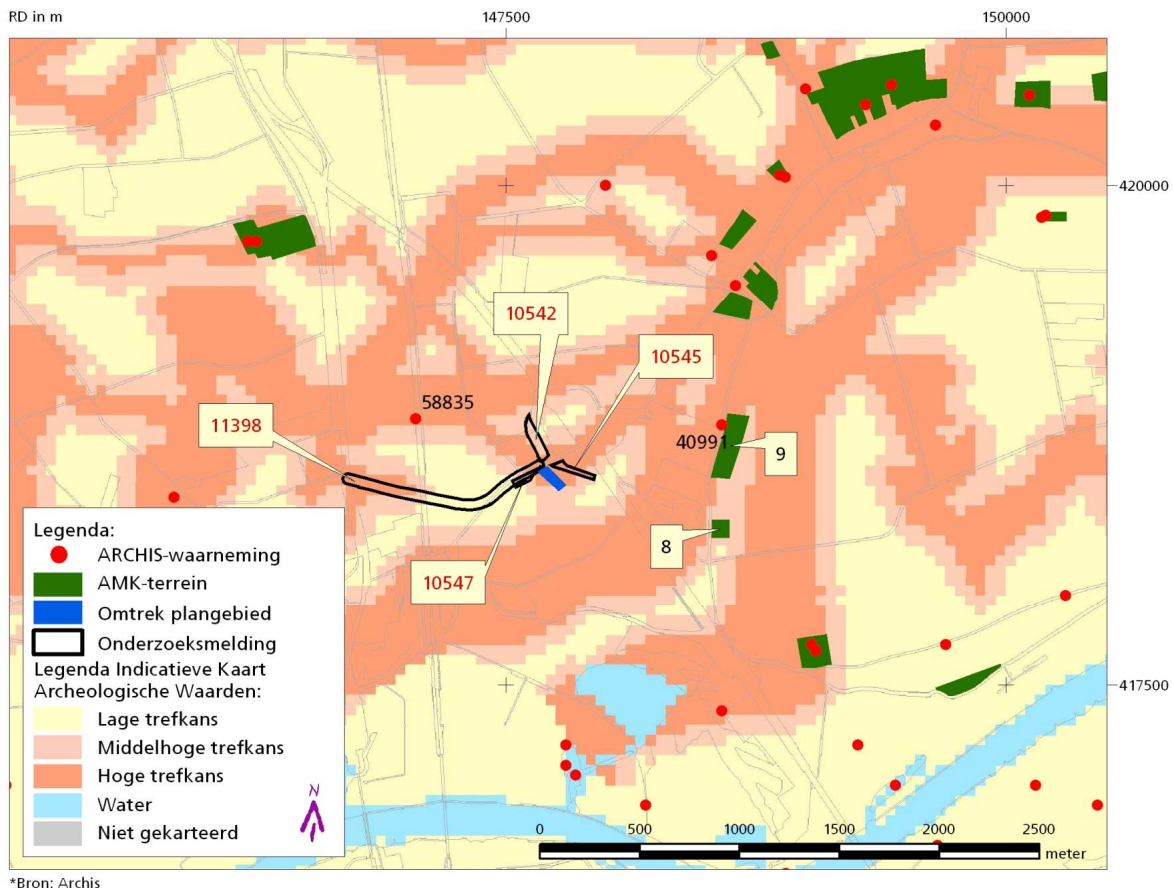 RD in m
147500
150000
420000
10542
10545
58835
11398
40991
9
8
10547
417500
Legenda:
ARCHIS-waarneming
AMK-terrein
Omtrek plangebied
Onderzoeksmelding
Legenda Indicatieve Kaart
Archeologische Waarden:
Lage trefkans
Middelhoge trefkans
Hoge trefkans
Water
Niet gekarteerd
N
0 500 1000 1500 2000 2500
meter
*Bron: Archis